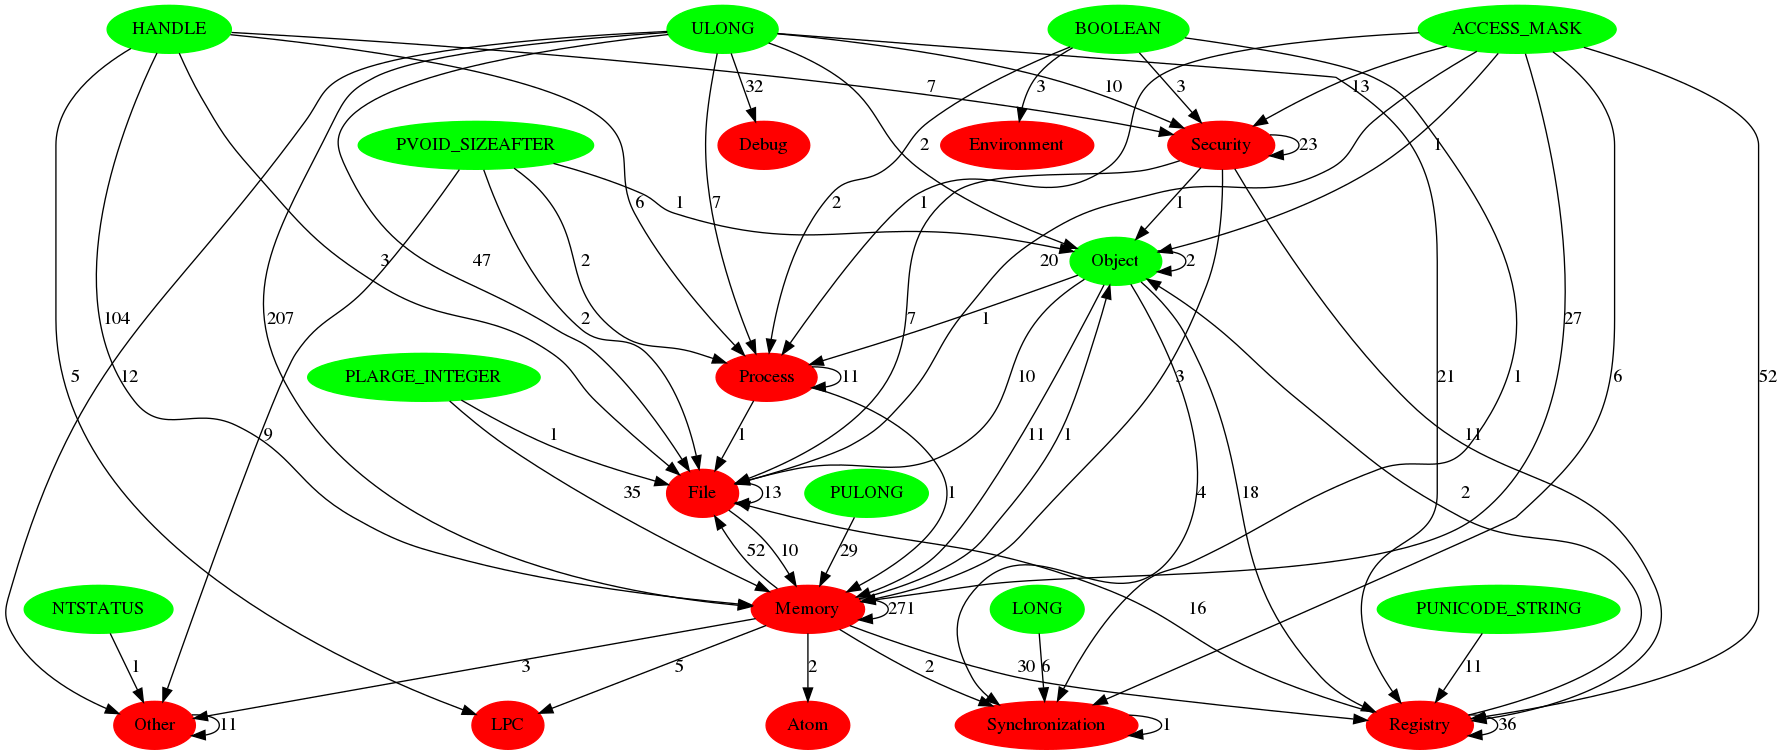 HANDLE
ULONG
BOOLEAN
ACCESS_MASK
32
3
7
10
3
13
PVOID_SIZEAFTER
Debug
Environment
Security
23
2
1
6
1
7
2
1
1
3
47
2
20
Object
2
1
104
207
2
7
1
27
5
12
PLARGE_INTEGER
Process
11
10
21
1
6
52
9
1
1
11
1
11
35
File
13
PULONG
1
4
18
2
52
10
29
NTSTATUS
Memory
271
LONG
16
PUNICODE_STRING
1
3
5
2
2
30
6
11
Other
11
LPC
Atom
Synchronization
1
Registry
36